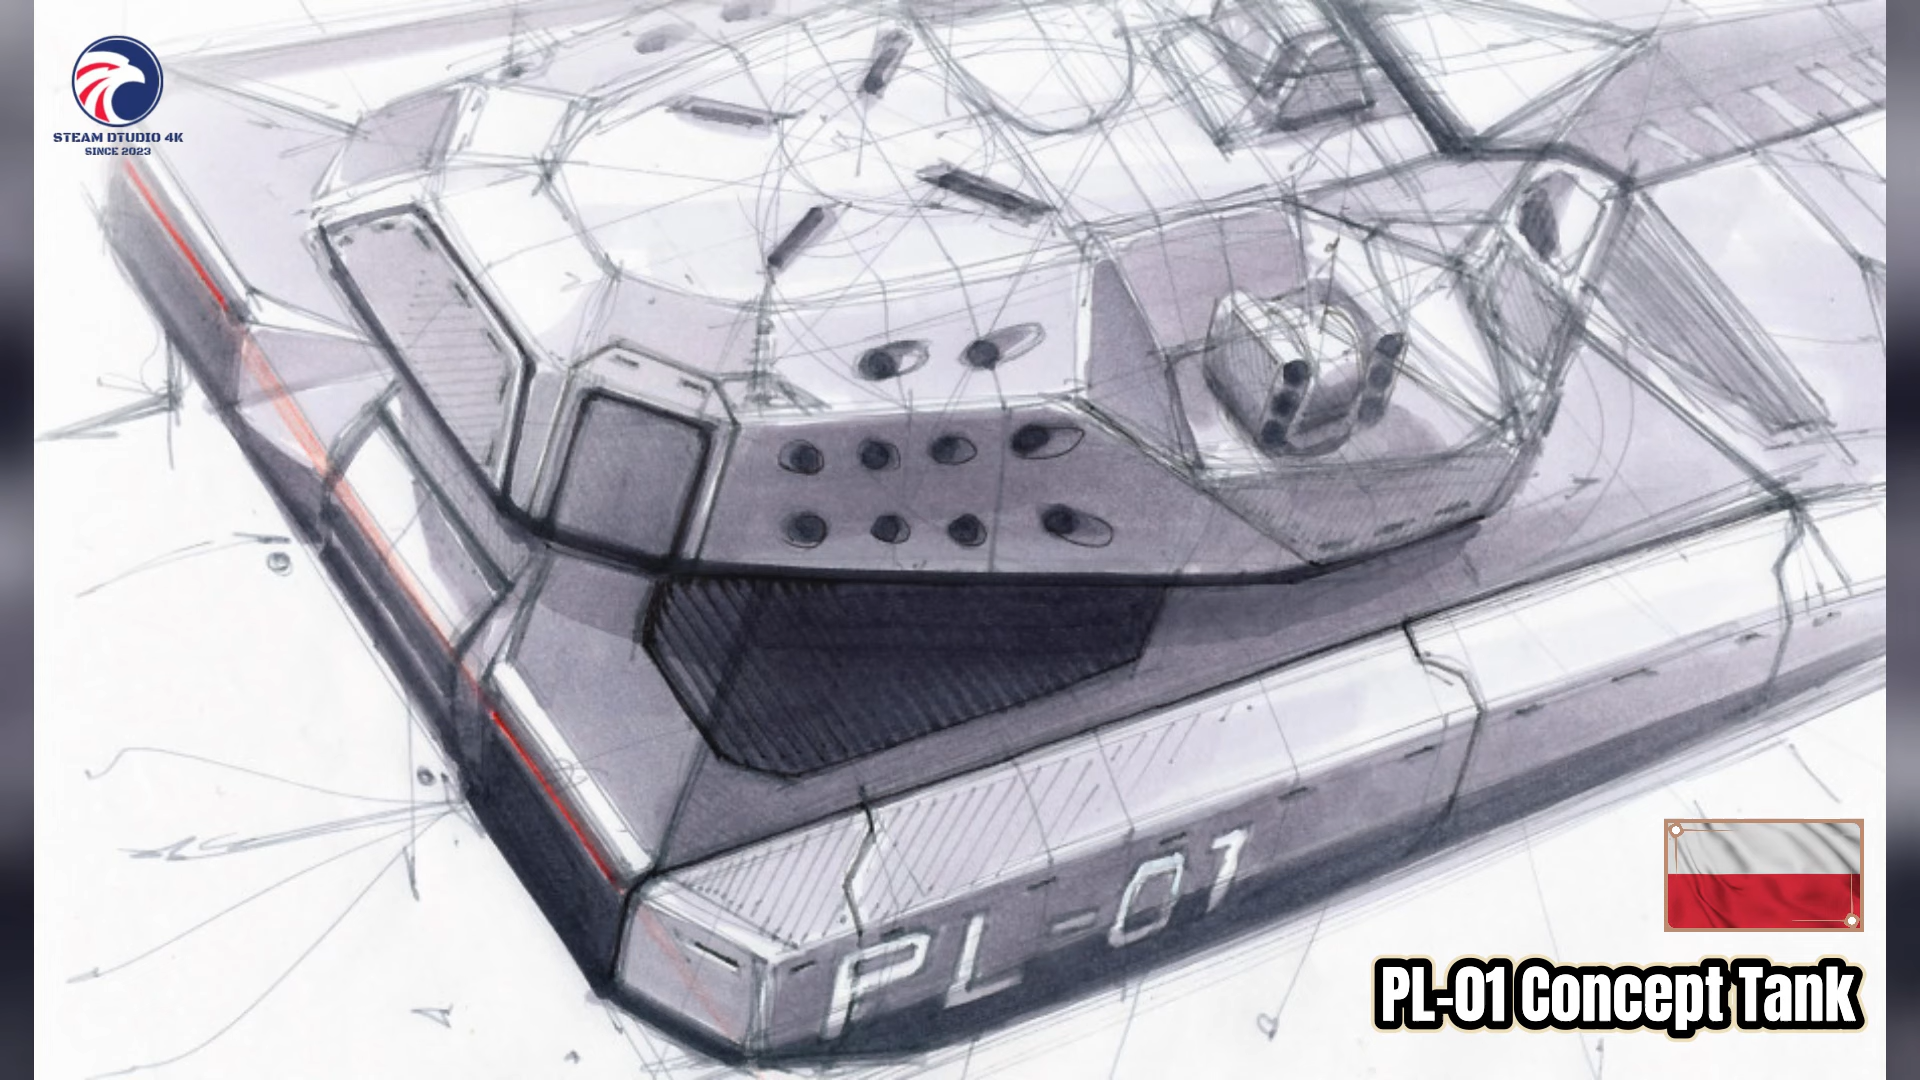 STEAM DTUDIO 4K
SINCE 2023
PL-01
PL-01 Concept Tank